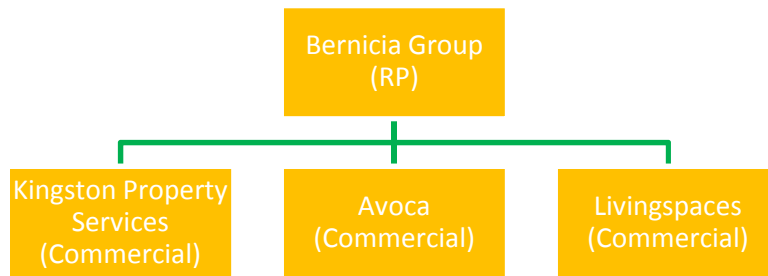 Bernicia Group
(RP)
Kingston Property
Services
(Commercial)
Avoca
(Commercial)
Livingspaces
(Commercial)